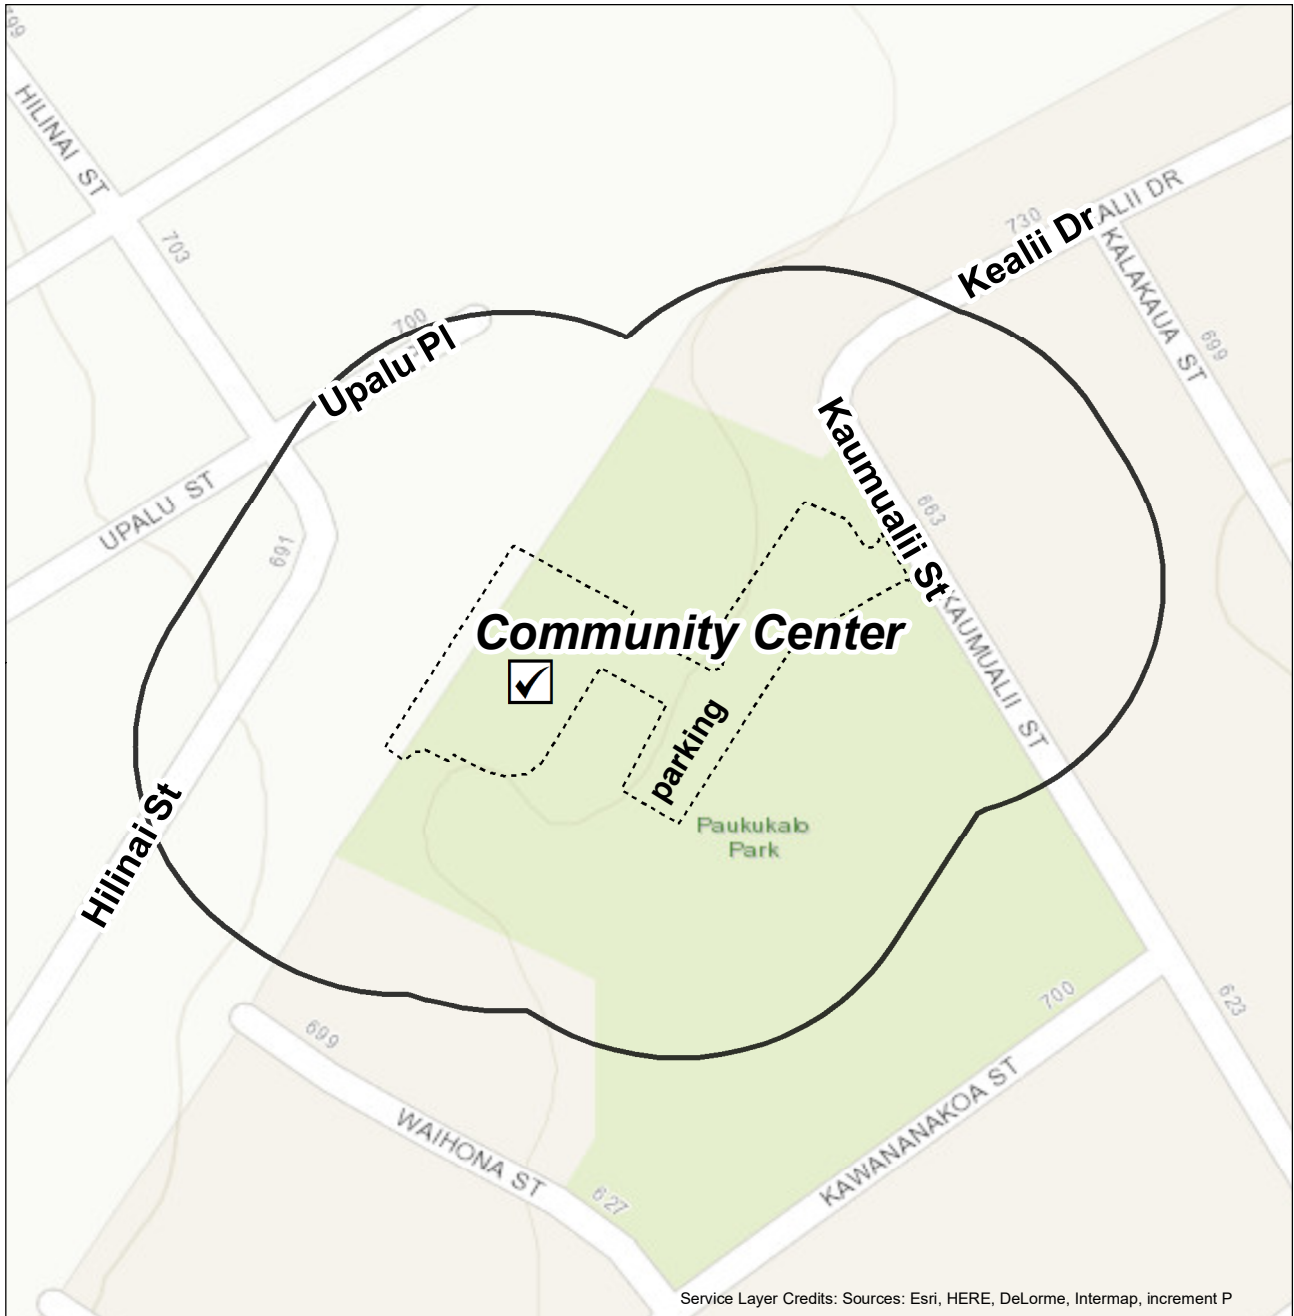 799
HILINAI ST
703
730
ALII DR
Kealii Dr
KALAKAUA ST
699
700
Upalu Pl
Kaumualii St
663
UPALU ST
691
Community Center
✓
KAUMUALII ST
parking
Paukukalo
Park
Hilinai St
699
700
623
WAIHONA ST
627
KAWANANAKOA ST
Service Layer Credits: Sources: Esri, HERE, DeLorme, Intermap, increment P